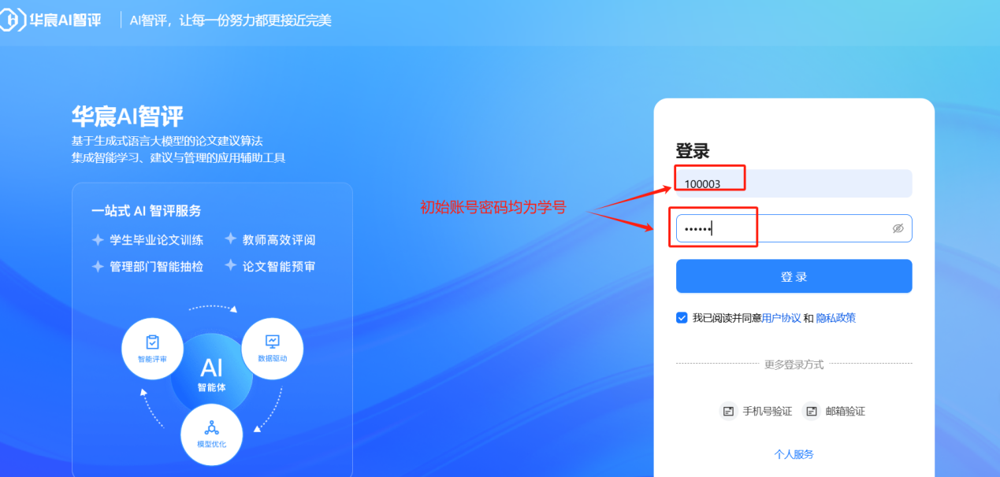 华宸AI智评
AI智评，让每一份努力都更接近完美
华宸AI智评
基于生成式语言大模型的论文建议算法
集成智能学习、建议与管理的应用辅助工具
一站式 AI 智评服务
学生毕业论文训练
教师高效评阅
管理部门智能抽检
论文智能预审
智能评审
数据驱动
AI
智能体
模型优化
初始账号密码均为学号
登录
100003
••••••
登 录
我已阅读并同意用户协议 和 隐私政策
更多登录方式
手机号验证
邮箱验证
个人服务